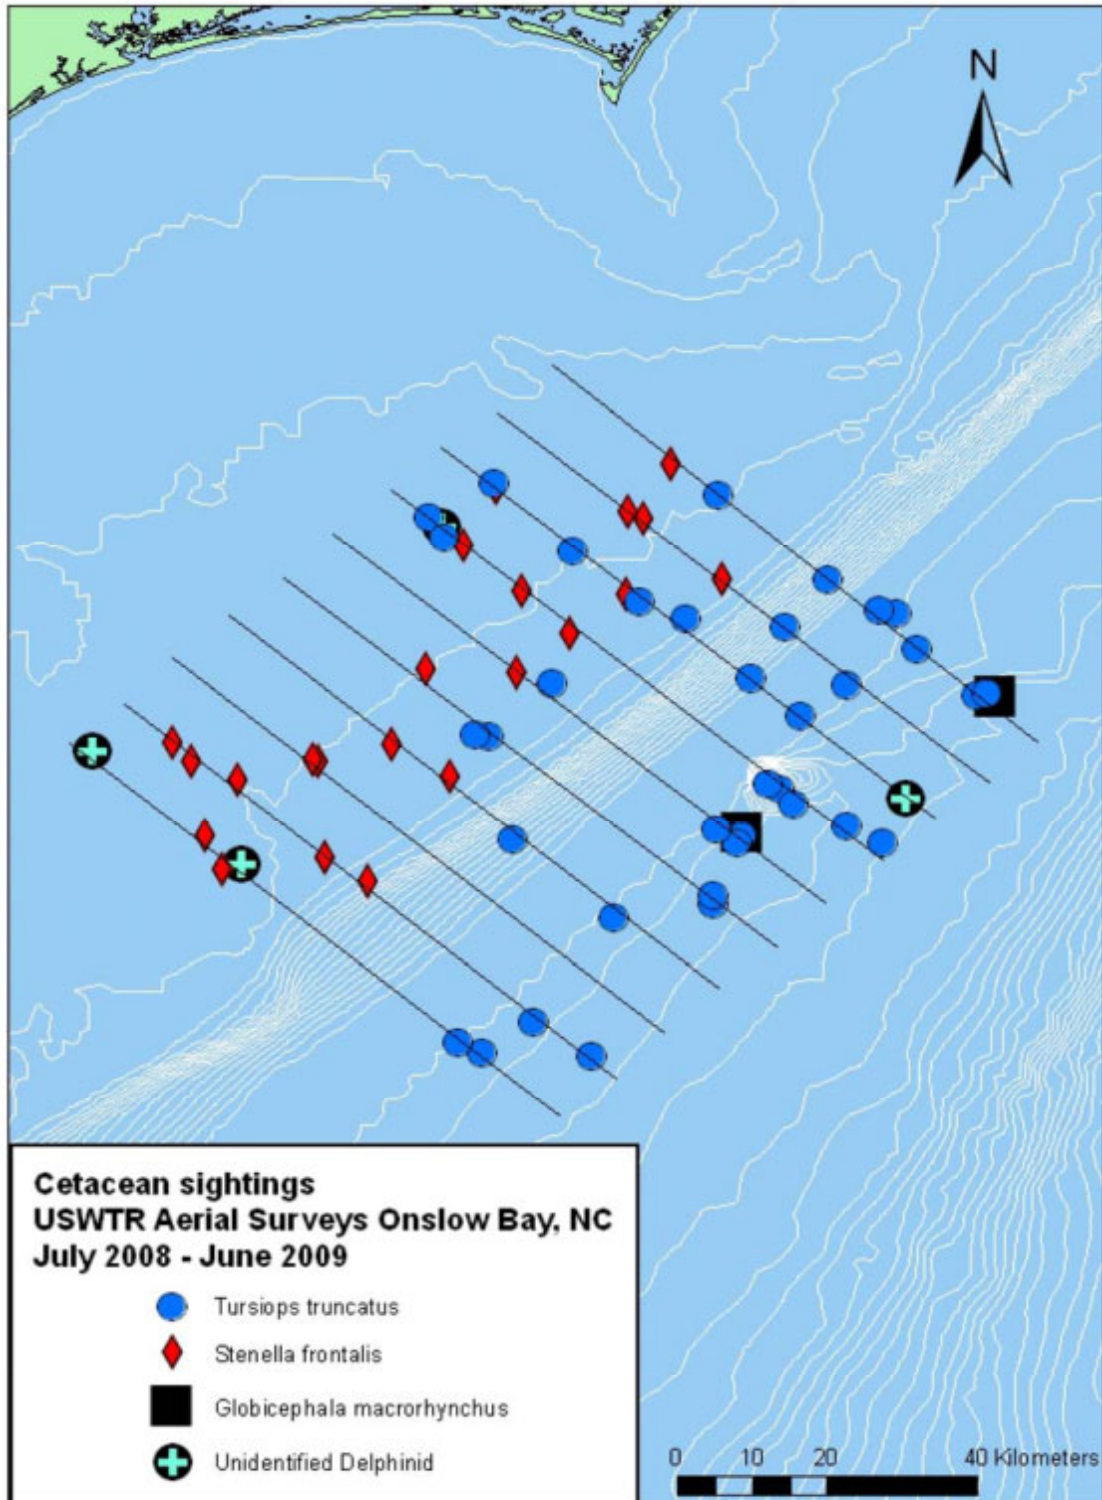 N
Cetacean sightings
USWTR Aerial Surveys Onslow Bay, NC
July 2008 - June 2009
Tursiops truncatus
Stenella frontalis
Globicephala macrorhynchus
Unidentified Delphinid
0 10 20 40 Kilometers